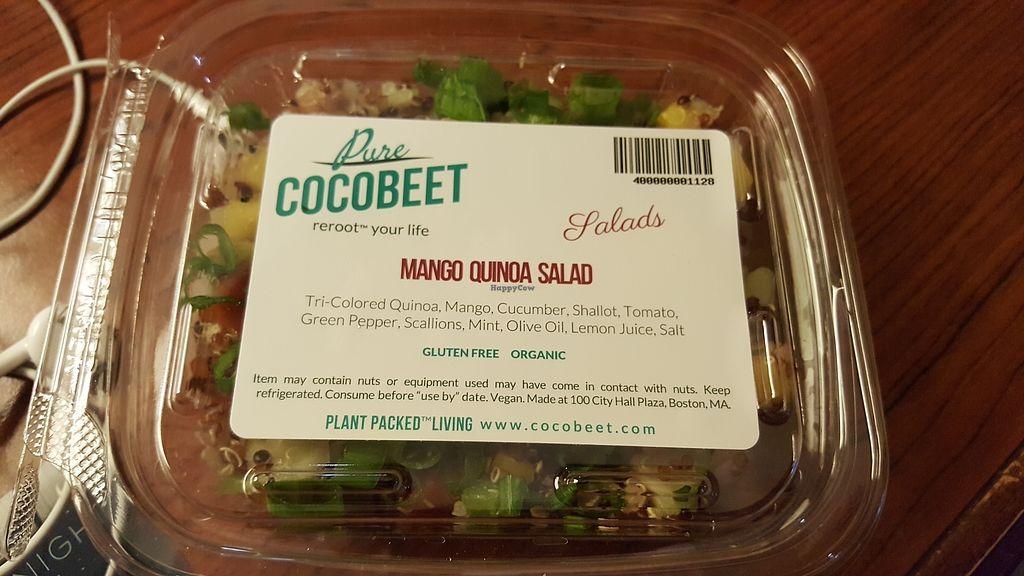 Pure
COCOBEET
reroot™ your life
400000001128
Salads
MANGO QUINOA SALAD
HappyCow
Tri-Colored Quinoa, Mango, Cucumber, Shallot, Tomato,
Green Pepper, Scallions, Mint, Olive Oil, Lemon Juice, Salt
GLUTEN FREE ORGANIC
Item may contain nuts or equipment used may have come in contact with nuts. Keep
refrigerated. Consume before "use by" date. Vegan. Made at 100 City Hall Plaza, Boston, MA.
PLANT PACKED™ LIVING www.cocobeet.com